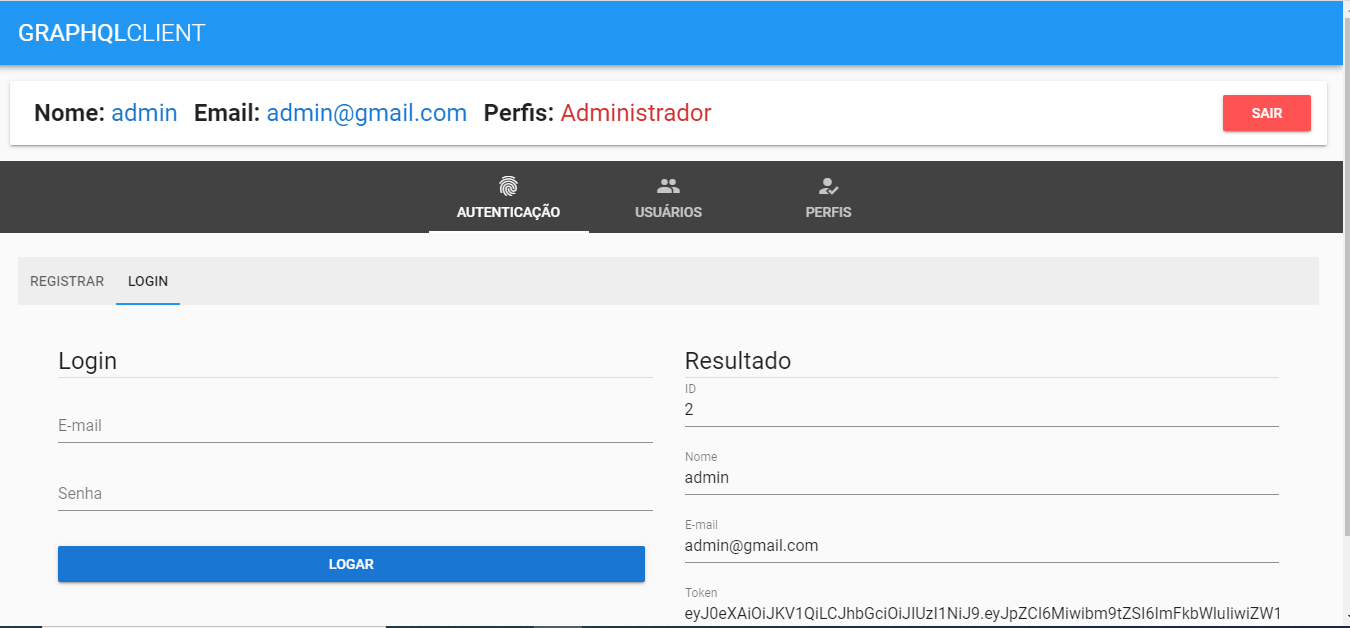 GRAPHQLCLIENT
Nome: admin Email: admin@gmail.com Perfis: Administrador
SAIR
AUTENTICAÇÃO USUÁRIOS PERFIS
REGISTRAR LOGIN
Login
E-mail
Senha
LOGAR
Resultado
ID
2
Nome
admin
E-mail
admin@gmail.com
Token
eyJ0eXAiOiJKV1QiLCJhbGciOiJIUzI1NiJ9.eyJpZCI6Miwibm9tZSI6ImFkbWluIiwiZW1